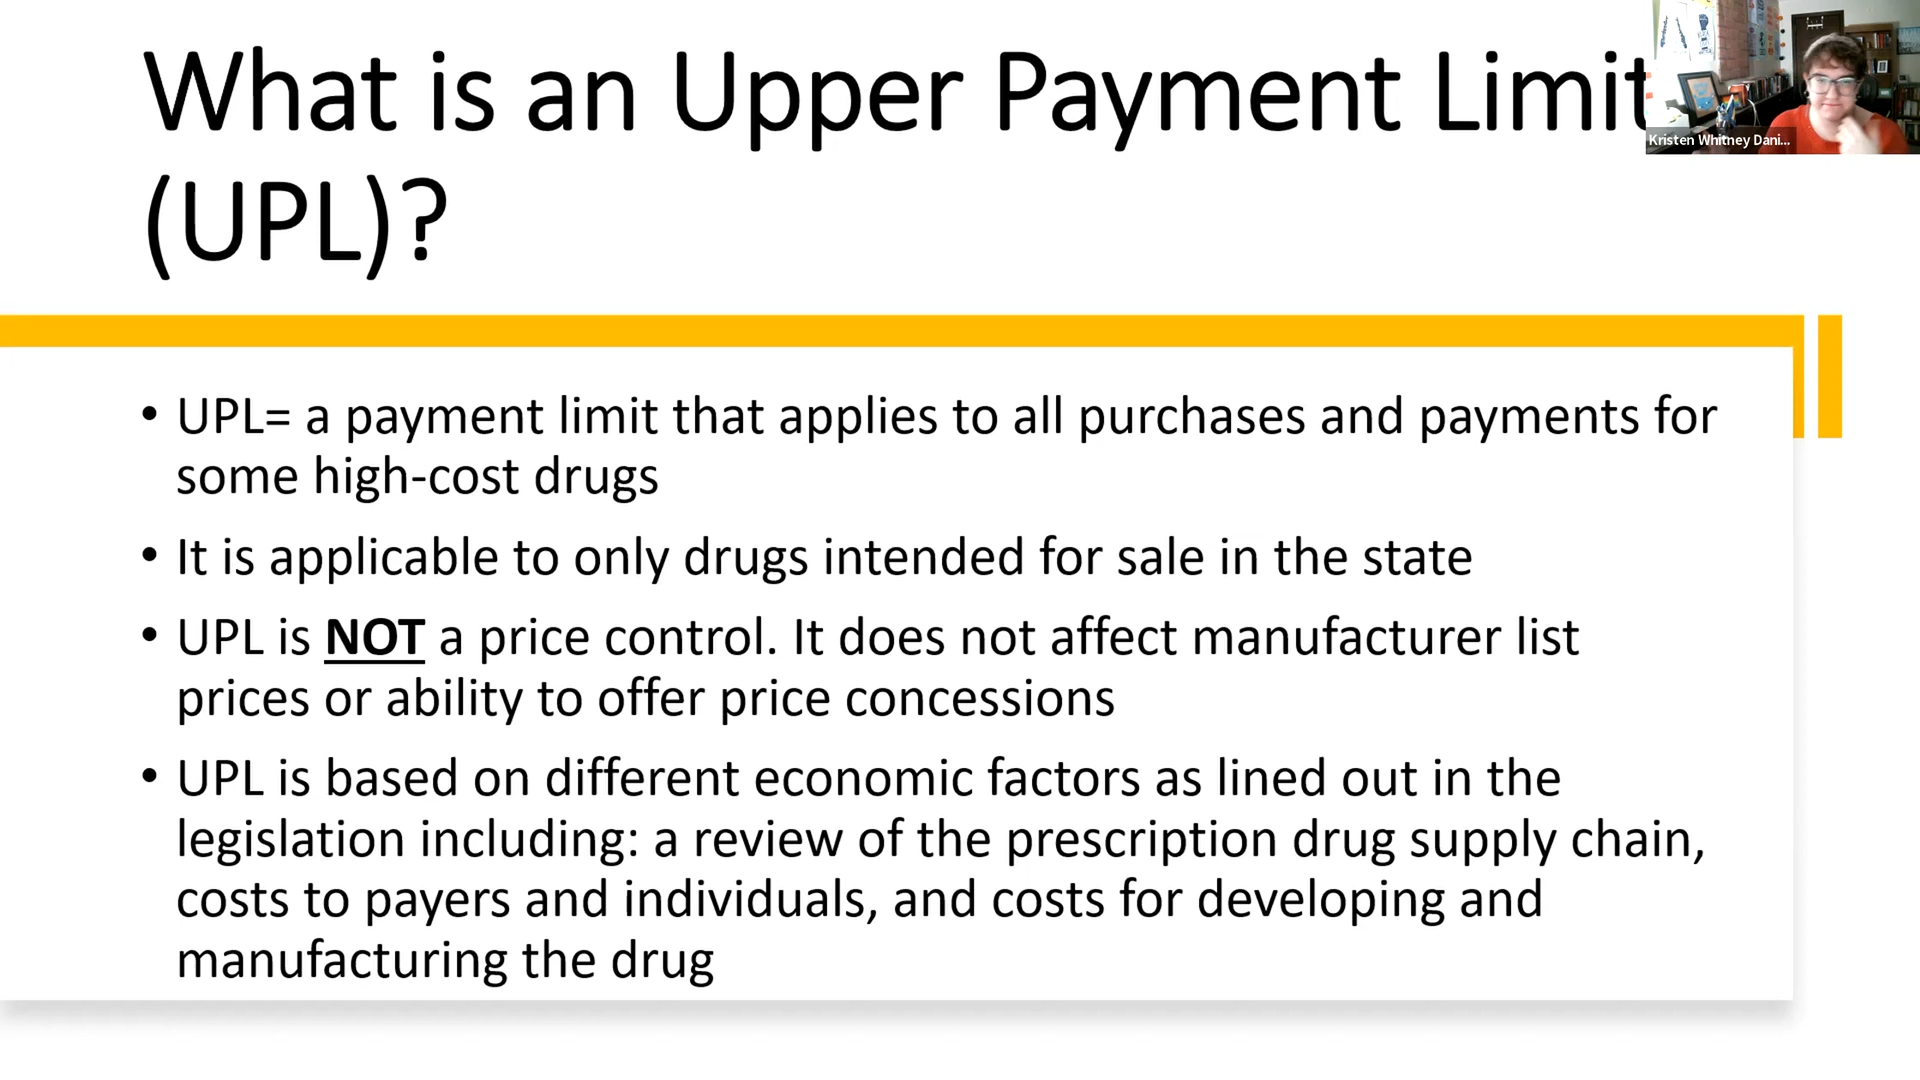 What is an Upper Payment Limit
(UPL)?
Kristen Whitney Dani...
• UPL= a payment limit that applies to all purchases and payments for
some high-cost drugs
• It is applicable to only drugs intended for sale in the state
• UPL is NOT a price control. It does not affect manufacturer list
prices or ability to offer price concessions
• UPL is based on different economic factors as lined out in the
legislation including: a review of the prescription drug supply chain,
costs to payers and individuals, and costs for developing and
manufacturing the drug